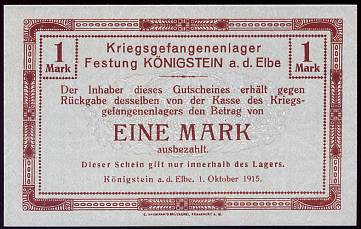 1 Mark
Kriegsgefangenenlager
Festung KÖNIGSTEIN a. d. Elbe
1 Mark
Der Inhaber dieses Gutscheines erhält gegen
Rückgabe desselben von der Kasse des Kriegs-
gefangenenlagers den Betrag von
EINE MARK
ausbezahlt.
Dieser Schein gilt nur innerhalb des Lagers.
Königstein a. d. Elbe, 1. Oktober 1915.